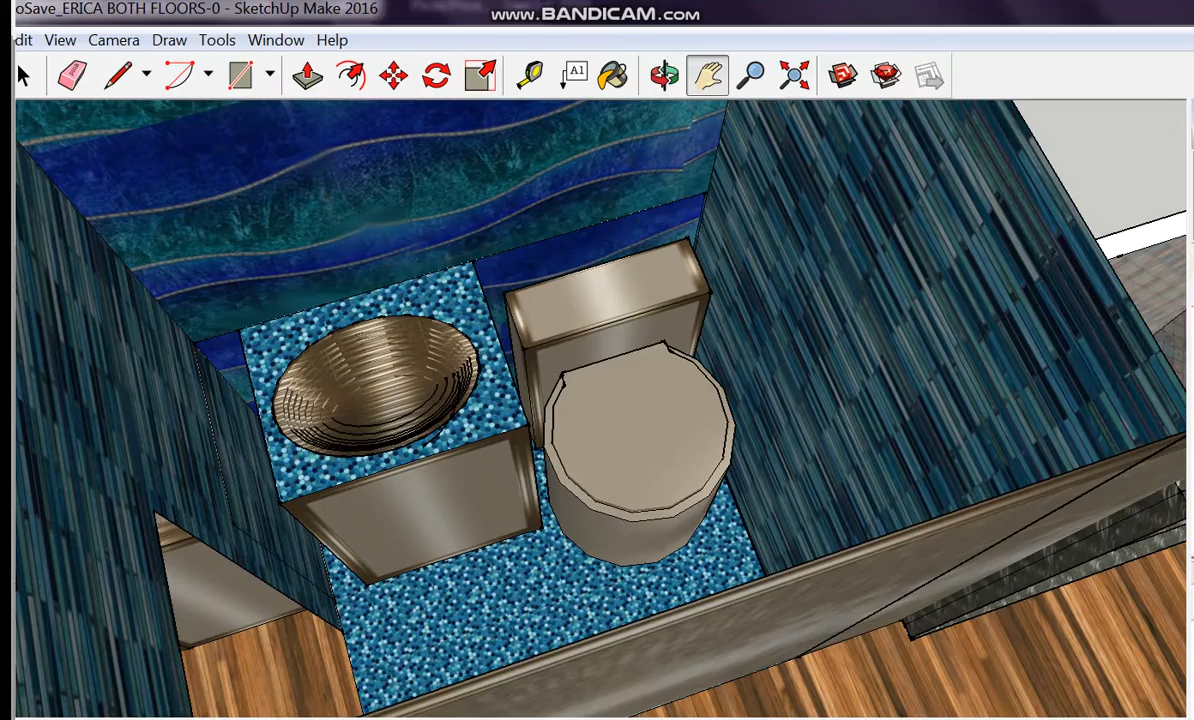 oSave_ERICA BOTH FLOORS-0 - SketchUp Make 2016
www.BANDICAM.com
dit View Camera Draw Tools Window Help
A1